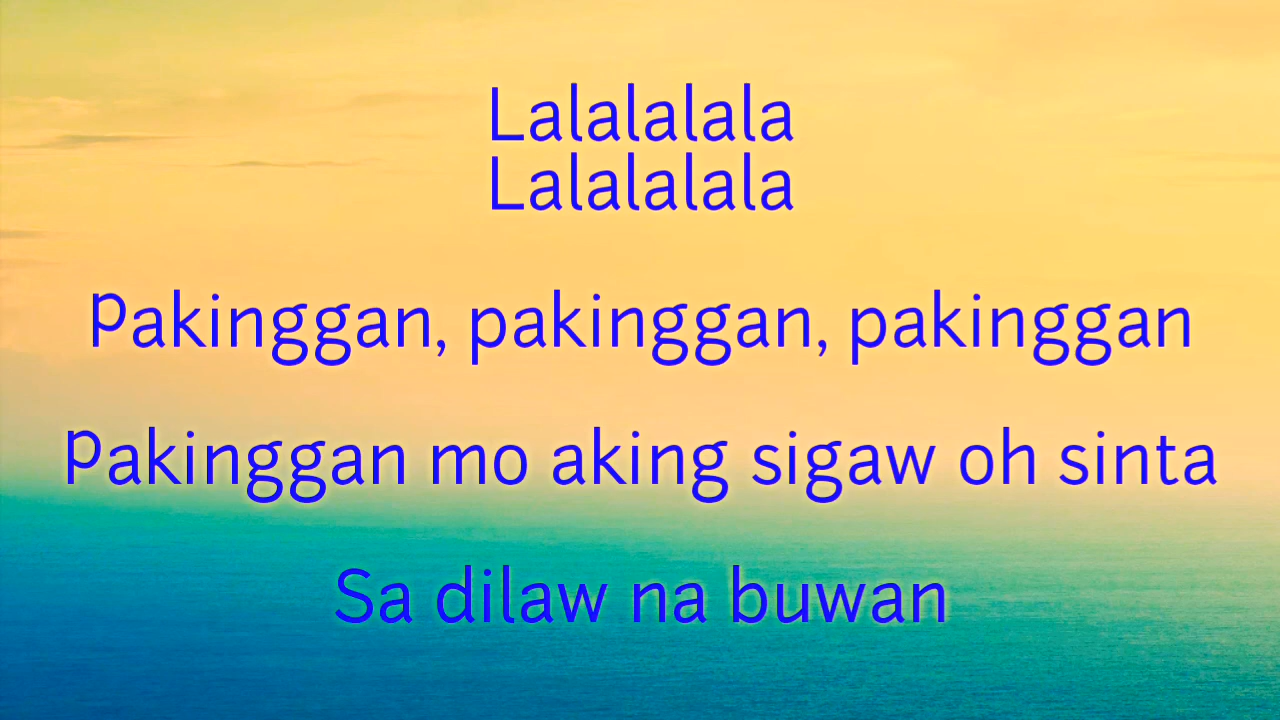 Lalalalala
Lalalalala
Pakinggan, pakinggan, pakinggan
Pakinggan mo aking sigaw oh sinta
Sa dilaw na buwan